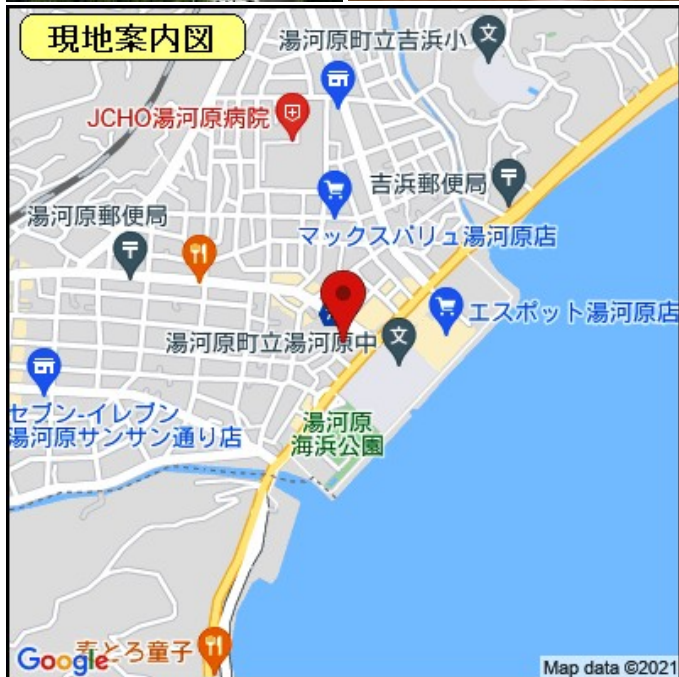 現地案内図
湯河原町立吉浜小
文
JCHO湯河原病院
吉浜郵便局
湯河原郵便局
マックスバリュ湯河原店
エスポット湯河原店
湯河原町立湯河原中
文
セブン-イレブン
湯河原サンサン通り店
湯河原
海浜公園
とろ童子
Google
Map data ©2021